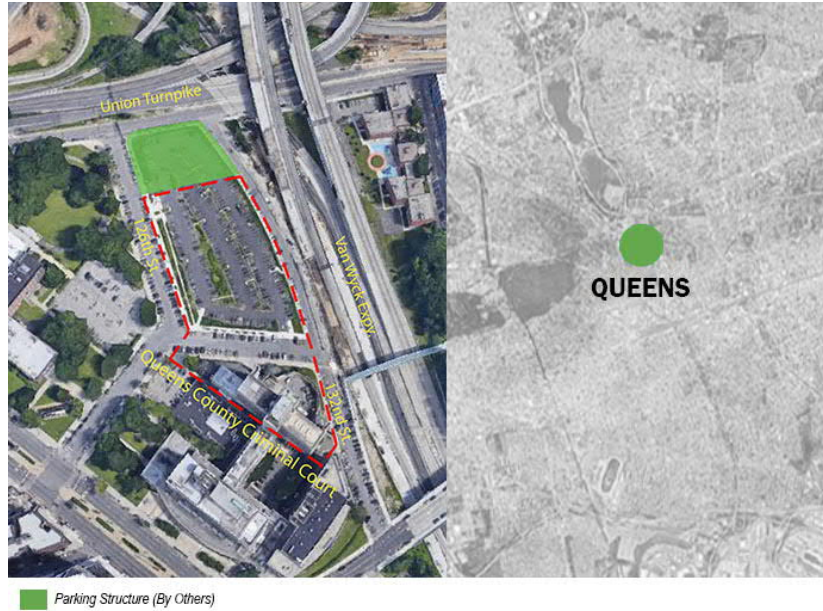 Union Turnpike
126th St.
Van Wyck Expy.
Queens County Criminal Court
132nd St.
QUEENS
Parking Structure (By Others)